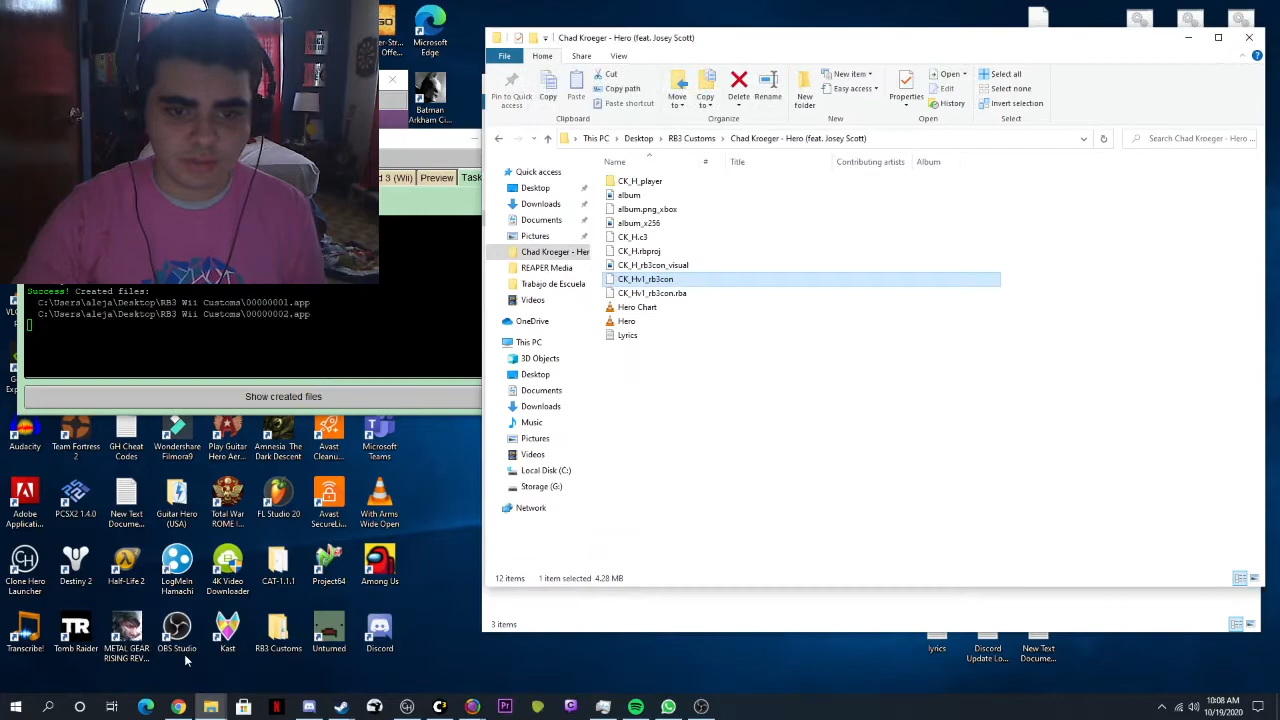 Microsoft
Edge
Batman
Arkham Ci...
d 3 (Wii)
Preview
Task
Success! Created files:
C:\Users\aleja\Desktop\RB3 Wii Customs\00000001.app
C:\Users\aleja\Desktop\RB3 Wii Customs\00000002.app
Show created files
Chad Kroeger - Hero (feat. Josey Scott)
File
Home
Share
View
Pin to Quick
access
Copy
Paste
Cut
Copy path
Paste shortcut
Clipboard
Move
to
Copy
to
Delete
Rename
Organize
New
folder
New item
Easy access
New
Properties
Open
Edit
History
Open
Select all
Select none
Invert selection
Select
This PC > Desktop > RB3 Customs > Chad Kroeger - Hero (feat. Josey Scott)
Search Chad Kroeger - Hero ...
Name
#
Title
Contributing artists
Album
Quick access
Desktop
Downloads
Documents
Pictures
Chad Kroeger - Her
REAPER Media
Trabajo de Escuela
Videos
OneDrive
This PC
3D Objects
Desktop
Documents
Downloads
Music
Pictures
Videos
Local Disk (C:)
Storage (G:)
Network
CK_H_player
album
album.png_xbox
album_x256
CK_H.c3
CK_H.rbproj
CK_H_rb3con_visual
CK_Hv1_rb3con
CK_Hv1_rb3con.rba
Hero Chart
Hero
Lyrics
12 items
1 item selected 4.28 MB
3 items
Audacity
Team Fortress
2
GH Cheat
Codes
Wondershare
Filmora9
Play Guitar
Hero Aer...
Amnesia The
Dark Descent
Avast
Cleanu...
Microsoft
Teams
Adobe
Applicati...
PCSX2 1.4.0
New Text
Docume...
Guitar Hero
(USA)
Total War
ROME I...
FL Studio 20
Avast
SecureLi...
With Arms
Wide Open
Clone Hero
Launcher
Destiny 2
Half-Life 2
LogMeIn
Hamachi
4K Video
Downloader
CAT-1.1.1
Project64
Among Us
Transcribe!
Tomb Raider
METAL GEAR
RISING REV...
OBS Studio
Kast
RB3 Customs
Unturned
Discord
lyrics
Discord
Update Lo...
New Text
Docume...
10:08 AM
10/19/2020